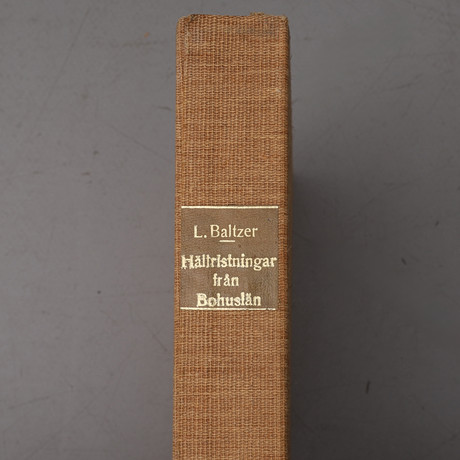 L. Baltzer
Hällristningar
från
Bohuslän